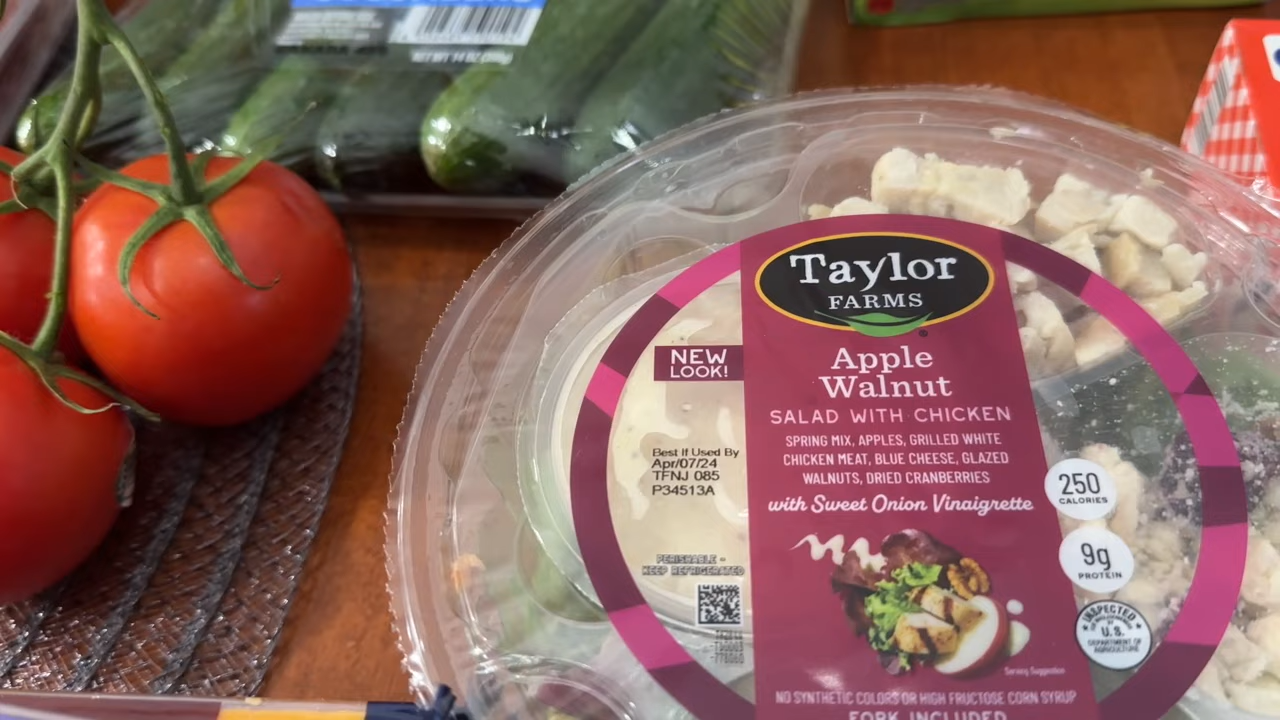 Taylor
FARMS
NEW
LOOK!
Apple
Walnut
SALAD WITH CHICKEN
SPRING MIX, APPLES, GRILLED WHITE
CHICKEN MEAT, BLUE CHEESE, GLAZED
WALNUTS, DRIED CRANBERRIES
with Sweet Onion Vinaigrette
Best If Used By
Apr/07/24
TFNJ 085
P34513A
PERISHABLE -
KEEP REFRIGERATED
250
CALORIES
9g
PROTEIN
INSPECTED
U.S.
DEPARTMENT OF
AGRICULTURE
Serving Suggestion
NO SYNTHETIC COLORS OR HIGH FRUCTOSE CORN SYRUP
FORK INCLUDED